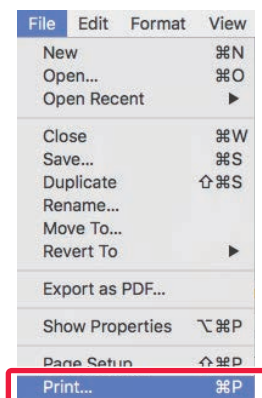 File Edit Format View
New ⌘N
Open... ⌘O
Open Recent ▶
Close ⌘W
Save... ⌘S
Duplicate ⇧⌘S
Rename...
Move To...
Revert To ▶
Export as PDF...
Show Properties ⌥⌘P
Page Setup ⇧⌘P
Print... ⌘P